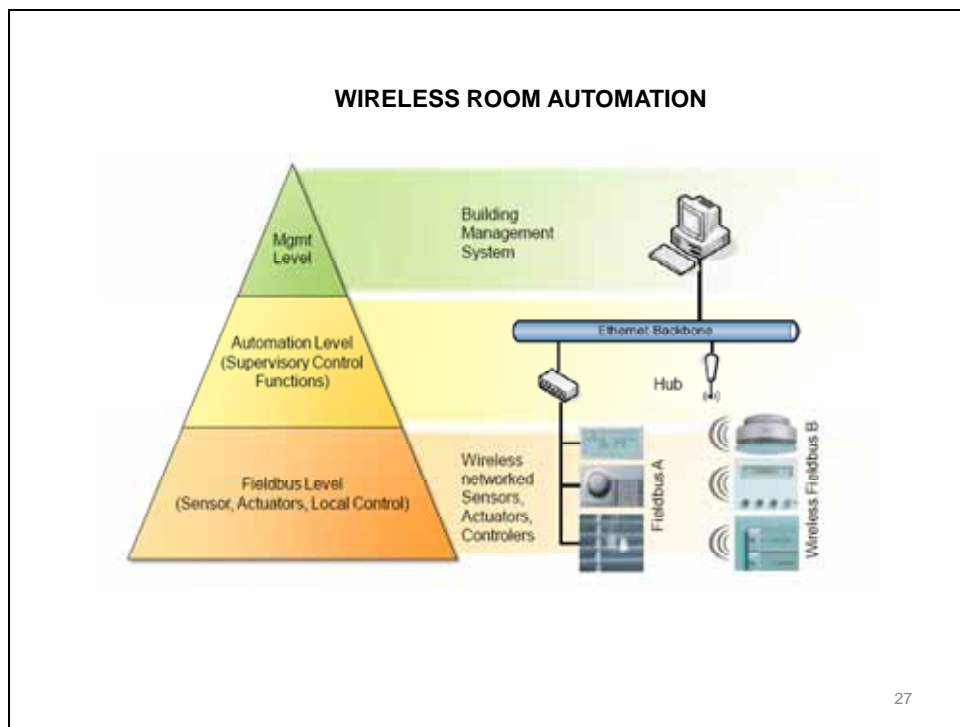 WIRELESS ROOM AUTOMATION
Mgmt
Level
Building
Management
System
Ethernet Backbone
Automation Level
(Supervisory Control
Functions)
Hub
Fieldbus Level
(Sensor, Actuators, Local Control)
Wireless
networked
Sensors,
Actuators,
Controlers
Fieldbus A
Wireless Fieldbus B
27